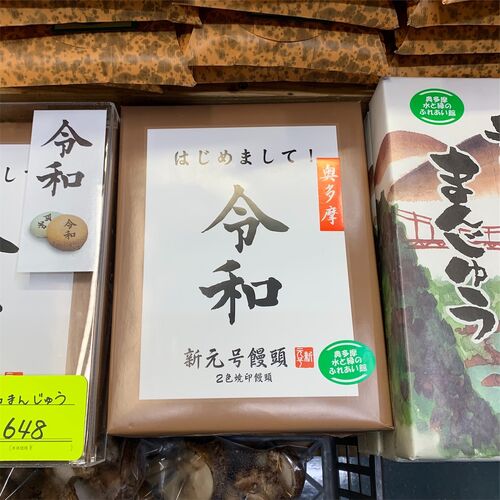 令和
令和
まんじゅう
648
はじめまして!
奥多摩
令和
新元号饅頭
2色焼印饅頭
奥多摩
水と緑の
ふれあい館
奥多摩
水と緑の
ふれあい館
まんじゅう